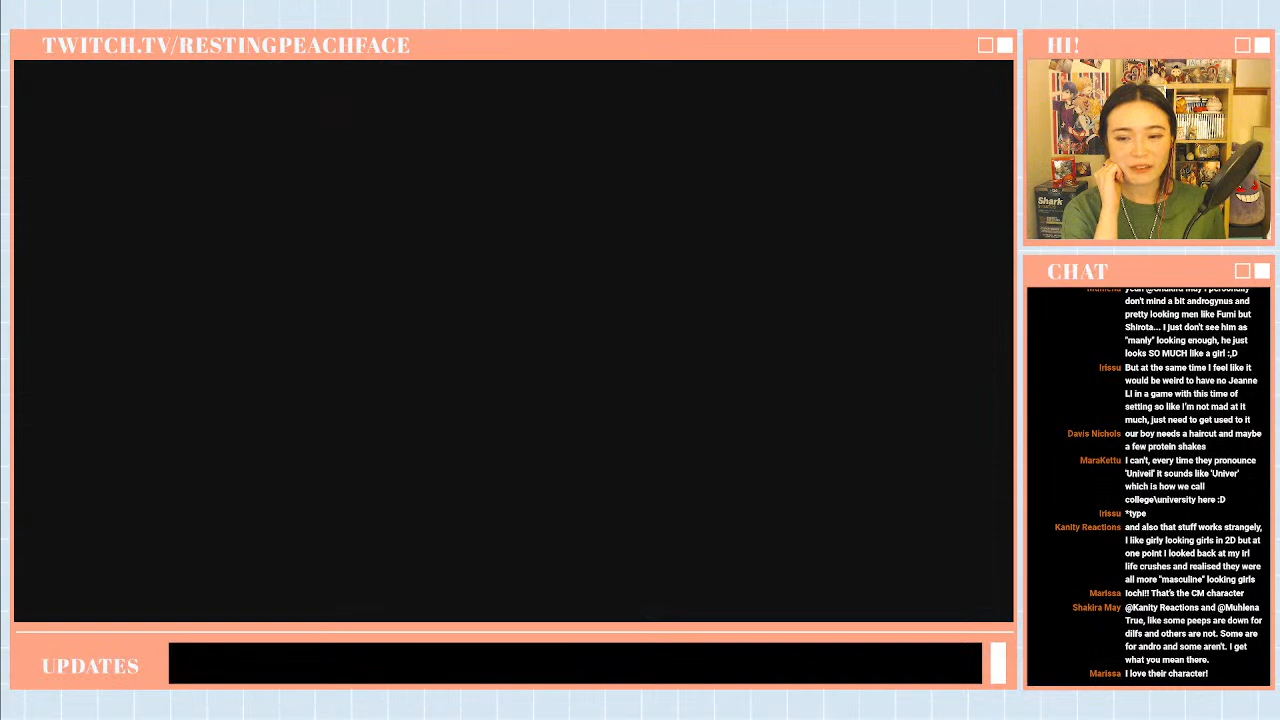 TWITCH.TV/RESTINGPEACHFACE
HI!
Shark
CHAT
Muhlena yeah @Shakira May I personally
don't mind a bit androgynus and
pretty looking men like Fumi but
Shirota... I just don't see him as
"manly" looking enough, he just
looks SO MUCH like a girl :,D
Irissu But at the same time I feel like it
would be weird to have no Jeanne
LI in a game with this time of
setting so like I'm not mad at it
much, just need to get used to it
Davis Nichols our boy needs a haircut and maybe
a few protein shakes
MaraKettu I can't, every time they pronounce
'Univeil' it sounds like 'Univer'
which is how we call
college\university here :D
Irissu *type
Kanity Reactions and also that stuff works strangely,
I like girly looking girls in 2D but at
one point I looked back at my irl
life crushes and realised they were
all more "masculine" looking girls
Marissa Iochi!! That's the CM character
Shakira May @Kanity Reactions and @Muhlena
True, like some peeps are down for
dilfs and others are not. Some are
for andro and some aren't. I get
what you mean there.
Marissa I love their character!
UPDATES